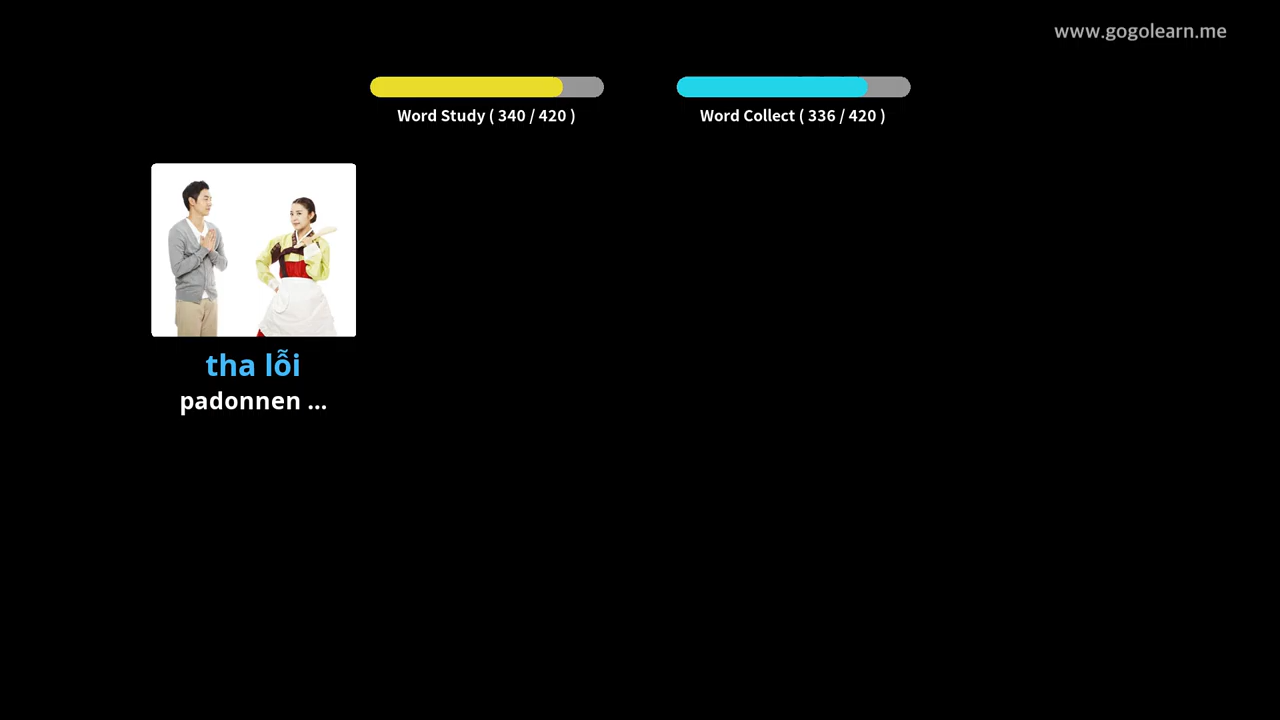 www.gogolearn.me
Word Study ( 340 / 420 )
Word Collect ( 336 / 420 )
tha lỗi
padonnen ...